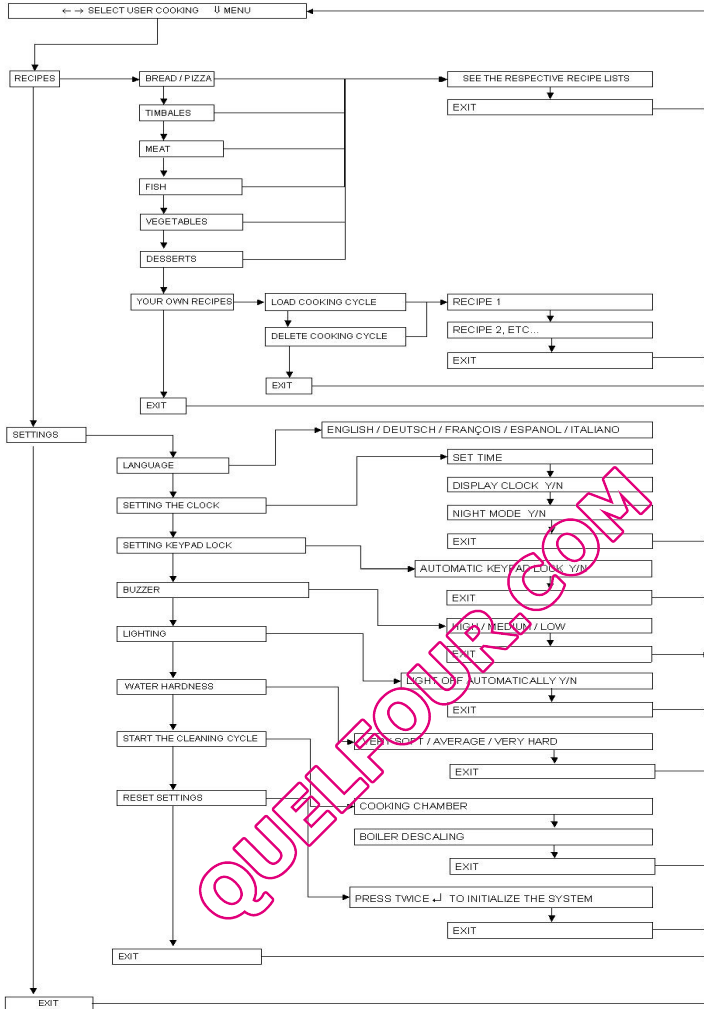 ← → SELECT USER COOKING ⇓ MENU
RECIPES
BREAD / PIZZA
SEE THE RESPECTIVE RECIPE LISTS
EXIT
TIMBALES
MEAT
FISH
VEGETABLES
DESSERTS
YOUR OWN RECIPES
LOAD COOKING CYCLE
RECIPE 1
RECIPE 2, ETC...
DELETE COOKING CYCLE
EXIT
EXIT
EXIT
SETTINGS
ENGLISH / DEUTSCH / FRANÇOIS / ESPANOL / ITALIANO
LANGUAGE
SET TIME
DISPLAY CLOCK Y/N
SETTING THE CLOCK
NIGHT MODE Y/N
EXIT
SETTING KEYPAD LOCK
AUTOMATIC KEYPAD LOCK Y/N
BUZZER
EXIT
HIGH / MEDIUM / LOW
LIGHTING
EXIT
LIGHT OFF AUTOMATICALLY Y/N
WATER HARDNESS
EXIT
START THE CLEANING CYCLE
VERY SOFT / AVERAGE / VERY HARD
EXIT
RESET SETTINGS
COOKING CHAMBER
BOILER DESCALING
EXIT
PRESS TWICE ↵ TO INITIALIZE THE SYSTEM
EXIT
EXIT
EXIT
QUELFOUR.COM